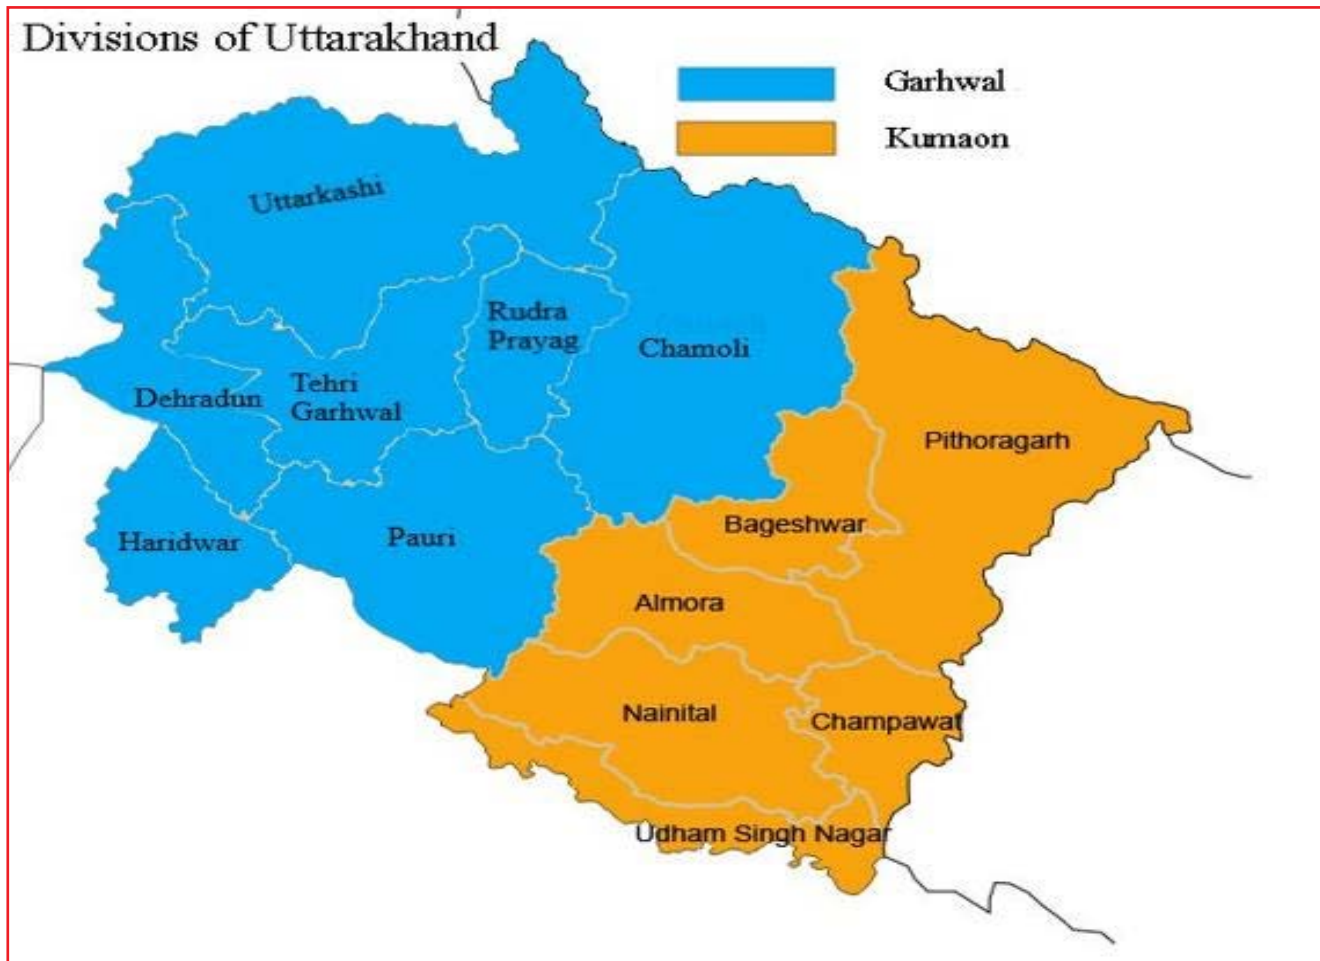 Divisions of Uttarakhand
Garhwal
Kumaon
Uttarkashi
Rudra
Prayag
Chamoli
Dehradun
Tehri
Garhwal
Pithoragarh
Haridwar
Pauri
Bageshwar
Almora
Nainital
Champawat
Udham Singh Nagar